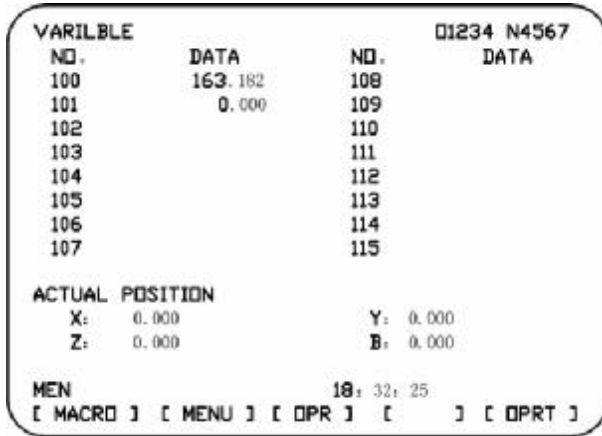 VARILBLE O1234 N4567
NO. DATA NO. DATA
100 163.182 108
101 0.000 109
102 110
103 111
104 112
105 113
106 114
107 115
ACTUAL POSITION
X: 0.000 Y: 0.000
Z: 0.000 B: 0.000
MEN 18: 32: 25
[ MACRO ] [ MENU ] [ OPR ] [ ] [ OPRT ]